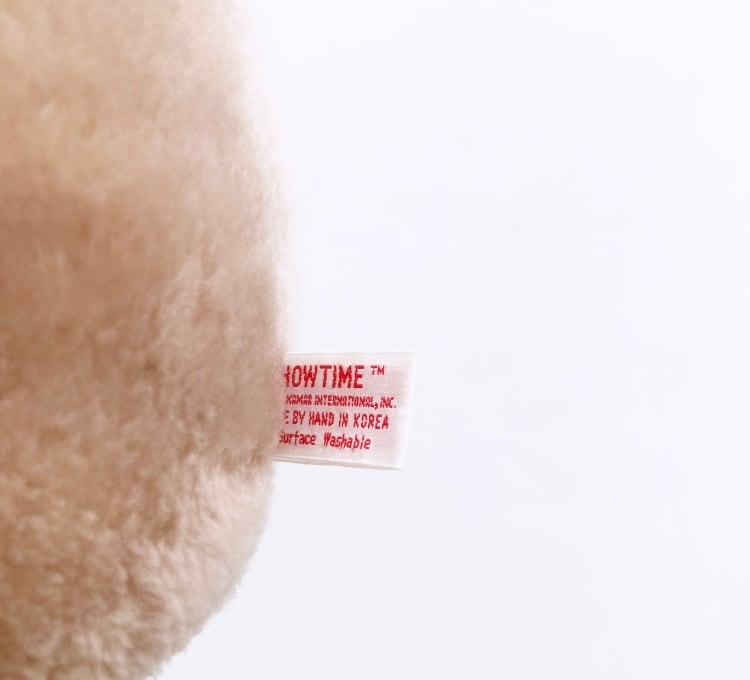 HOWTIME ™
KAMAR INTERNATIONAL, INC.
E BY HAND IN KOREA
Surface Washable